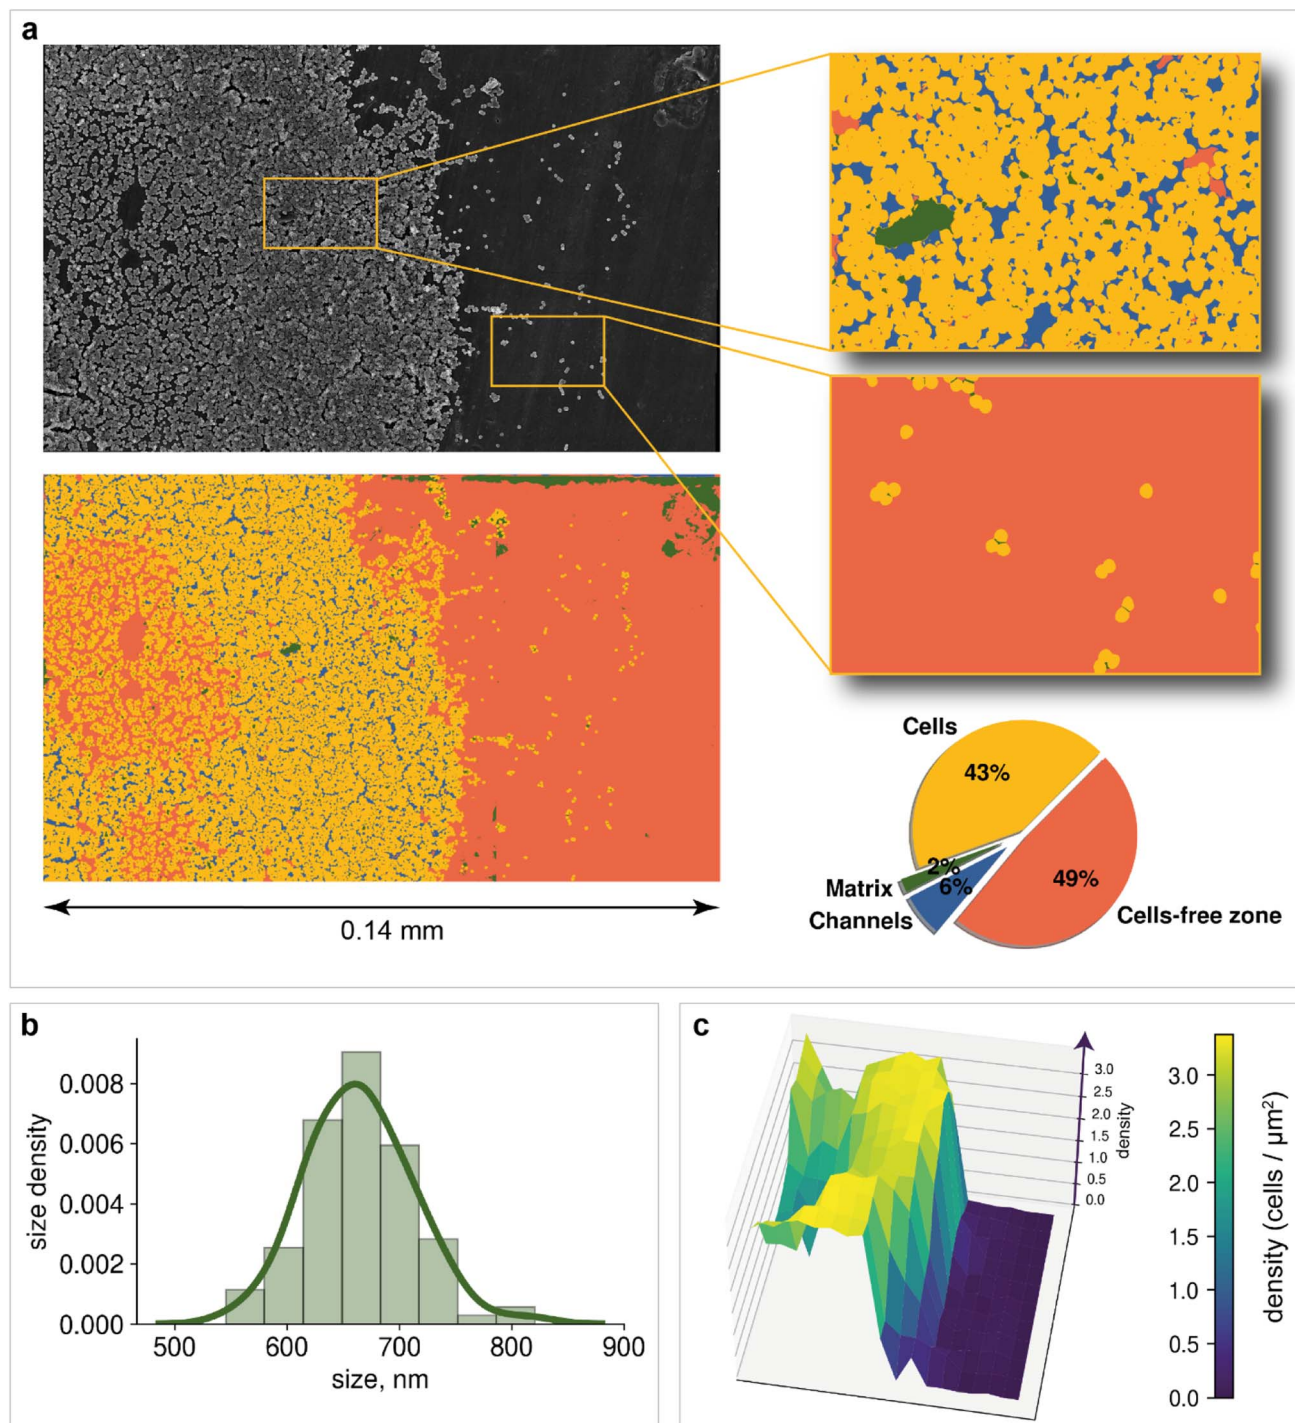 a
0.14 mm
Cells
43%
2%
6%
49%
Matrix
Channels
Cells-free zone
b
size density
0.008
0.006
0.004
0.002
0.000
500 600 700 800 900
size, nm
c
3.0
2.5
2.0
1.5
1.0
0.5
0.0
density
3.0
2.5
2.0
1.5
1.0
0.5
0.0
density (cells / µm²)